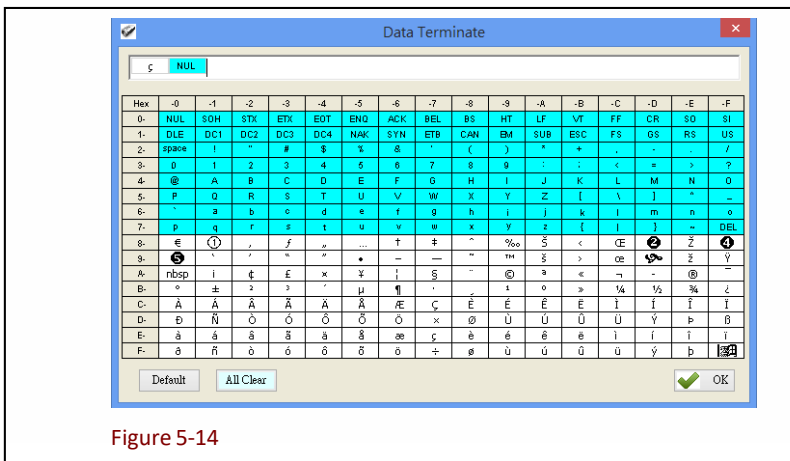 Data Terminate
ç NUL
Hex -0 -1 -2 -3 -4 -5 -6 -7 -8 -9 -A -B -C -D -E -F
0- NUL SOH STX ETX EOT ENQ ACK BEL BS HT LF VT FF CR SO SI
1- DLE DC1 DC2 DC3 DC4 NAK SYN ETB CAN EM SUB ESC FS GS RS US
2- space ! " # $ % & ' ( ) * + , - . /
3- 0 1 2 3 4 5 6 7 8 9 : ; < = > ?
4- @ A B C D E F G H I J K L M N O
5- P Q R S T U V W X Y Z [ \ ] ^ _
6- ` a b c d e f g h i j k l m n o
7- p q r s t u v w x y z { | } ~ DEL
8- € ① ‚ ƒ „ … † ‡ ˆ ‰ Š ‹ Œ ❷ Ž ❹
9- ❺ ‘ ’ “ ” • – — ˜ ™ š › œ ž Ÿ
A- nbsp ¡ ¢ £ ¤ ¥ ¦ § ¨ © ª « ¬ - ® ¯
B- ° ± ² ³ ´ µ ¶ · ¸ ¹ º » ¼ ½ ¾ ¿
C- À Á Â Ã Ä Å Æ Ç È É Ê Ë Ì Í Î Ï
D- Ð Ñ Ò Ó Ô Õ Ö × Ø Ù Ú Û Ü Ý Þ ß
E- à á â ã ä å æ ç è é ê ë ì í î ï
F- ð ñ ò ó ô õ ö ÷ ø ù ú û ü ý þ
Default All Clear OK
Figure 5-14